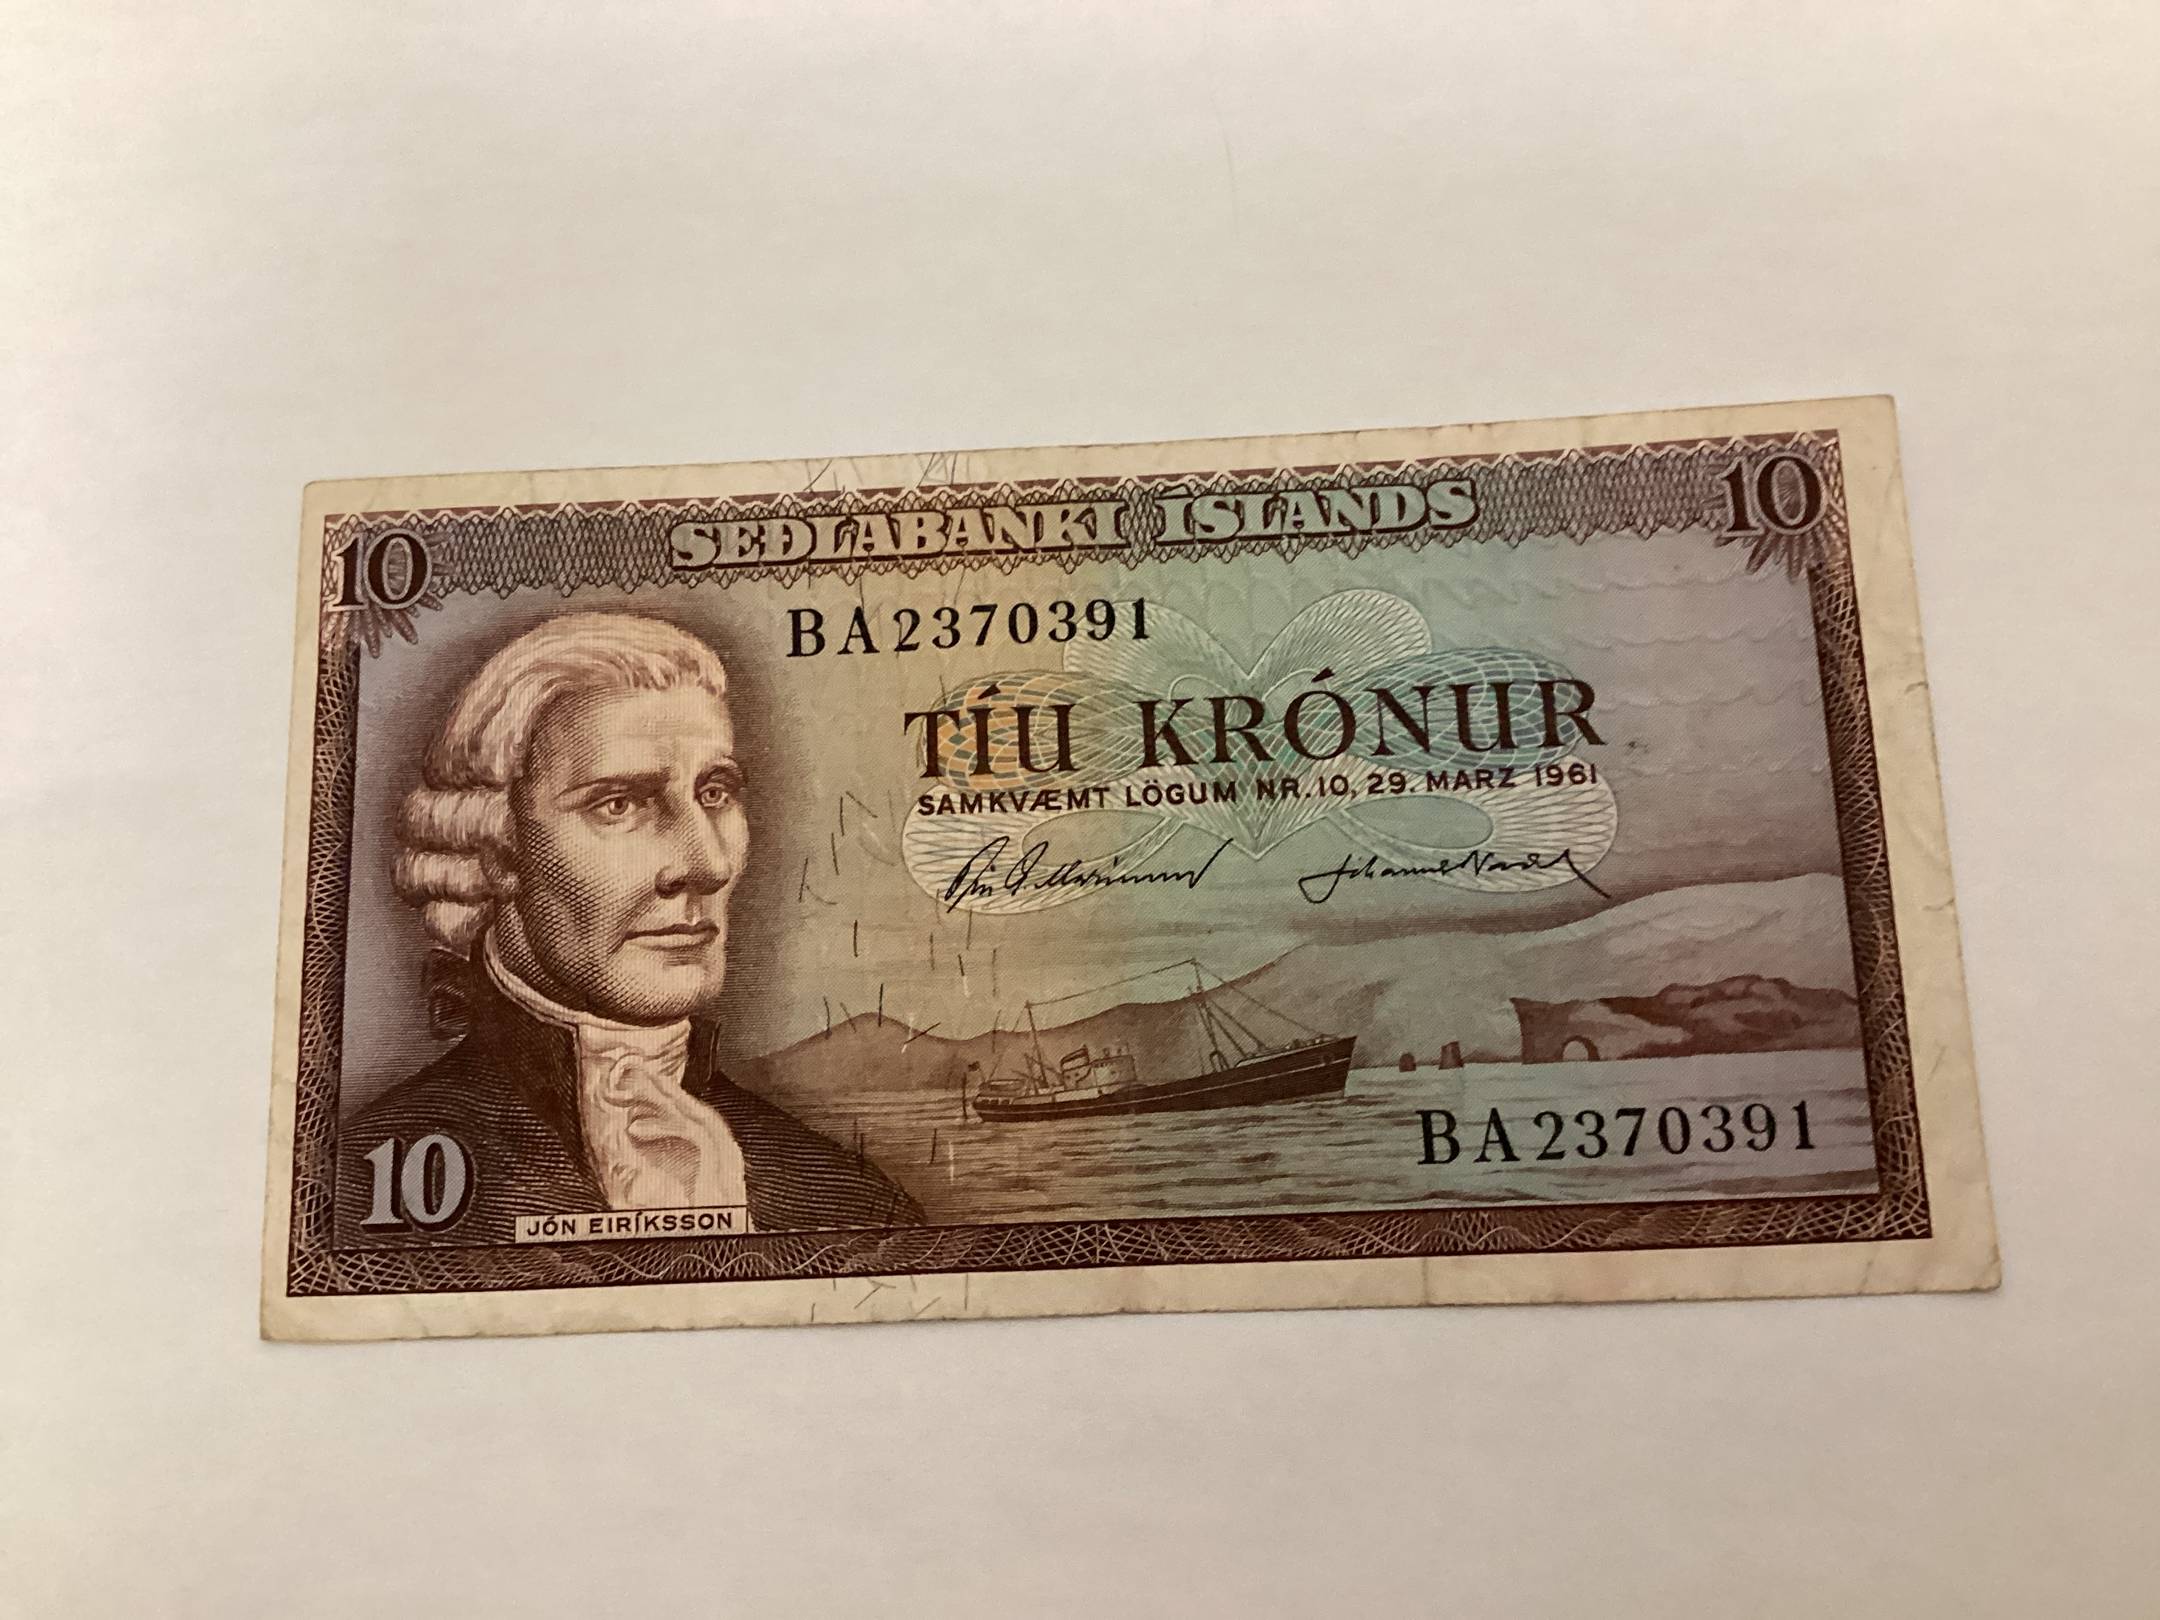 SEÐLABANKI ÍSLANDS
10
10
BA2370391
TÍU KRÓNUR
SAMKVÆMT LÖGUM NR.10, 29. MARZ 1961
BA2370391
10
JÓN EIRÍKSSON